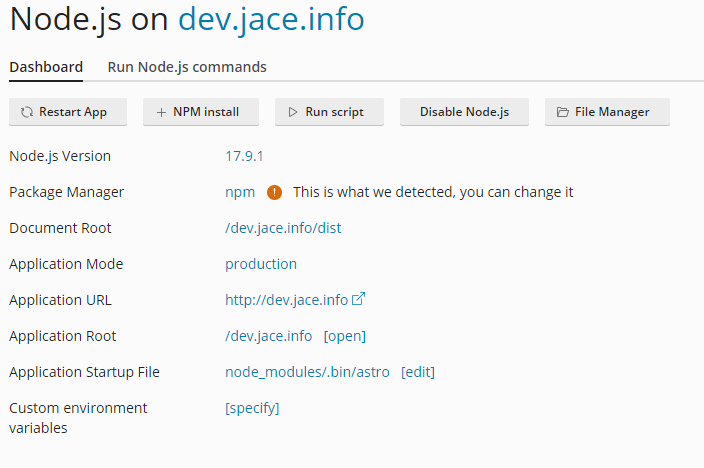 Node.js on dev.jace.info
Dashboard Run Node.js commands
Restart App NPM install Run script Disable Node.js File Manager
Node.js Version 17.9.1
Package Manager npm This is what we detected, you can change it
Document Root /dev.jace.info/dist
Application Mode production
Application URL http://dev.jace.info
Application Root /dev.jace.info [open]
Application Startup File node_modules/.bin/astro [edit]
Custom environment [specify]
variables